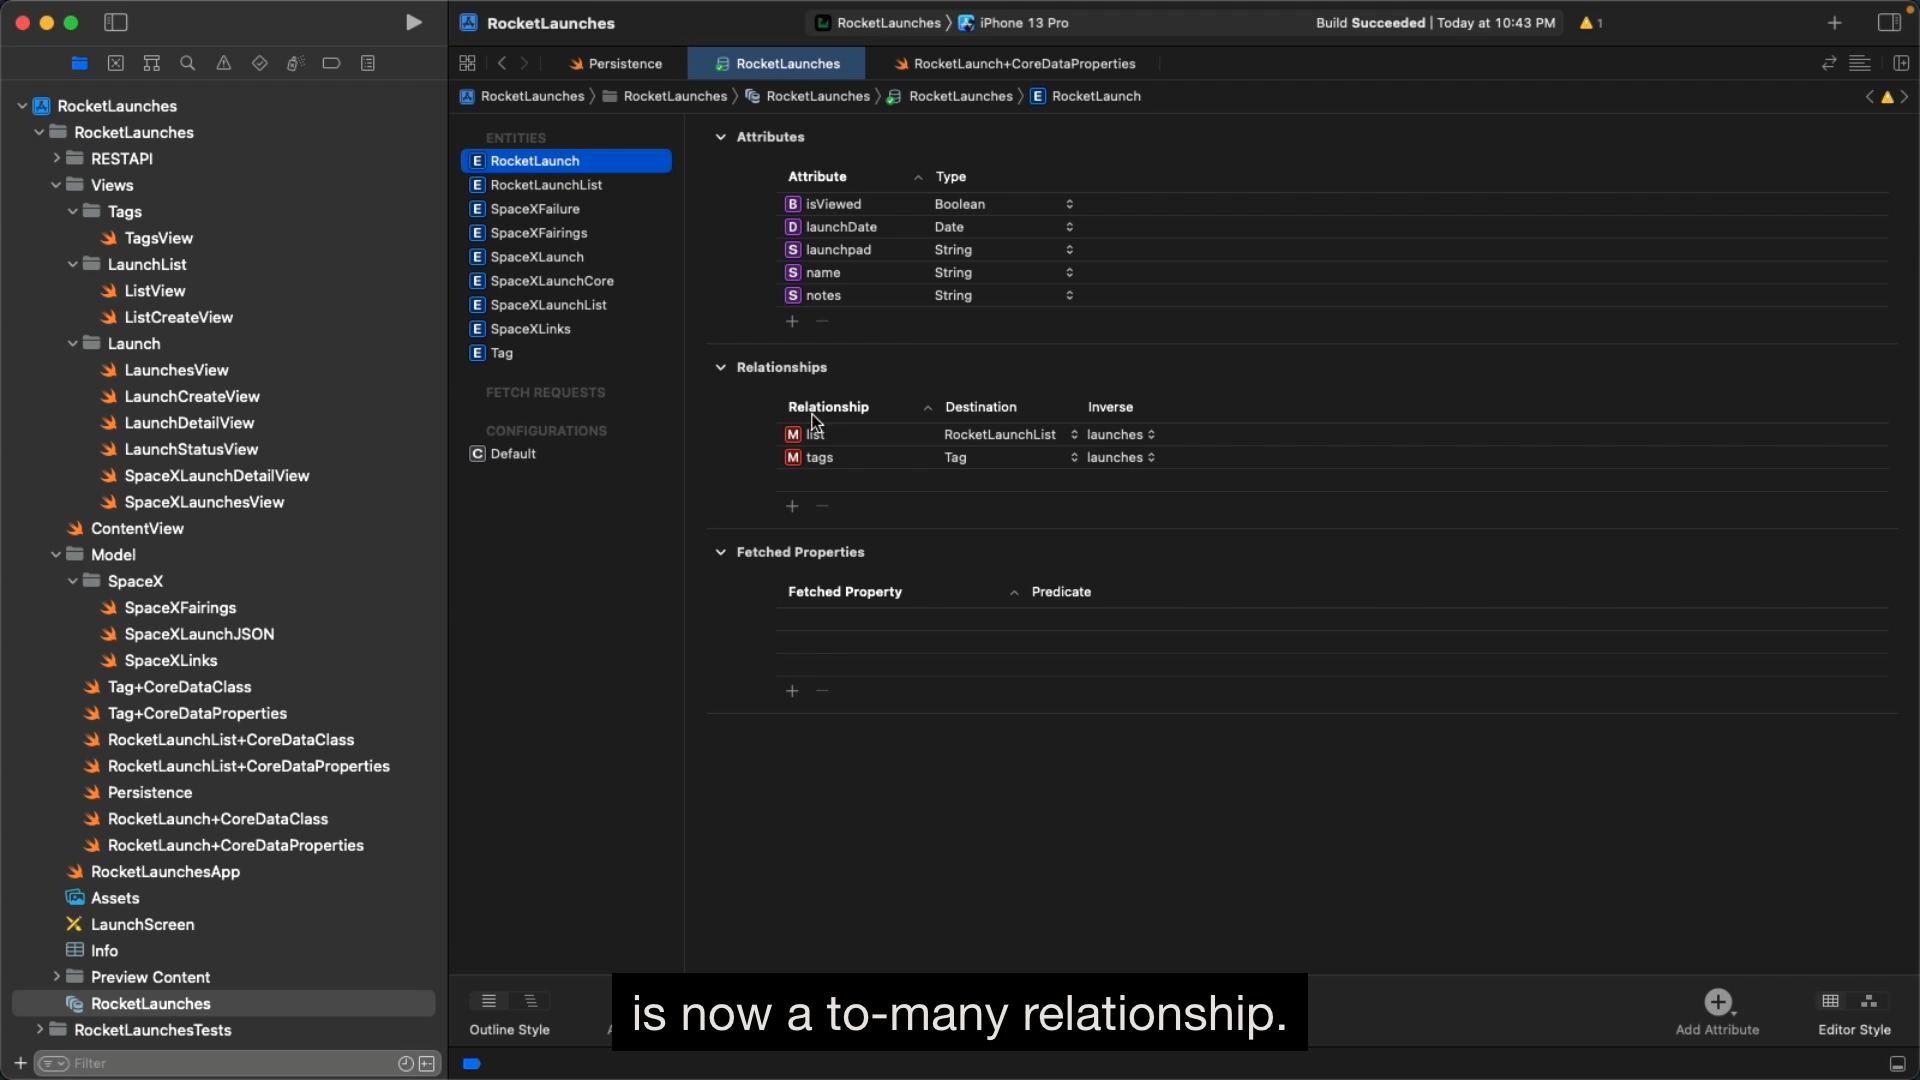 RocketLaunches
RocketLaunches
iPhone 13 Pro
Build Succeeded | Today at 10:43 PM
1
Persistence
RocketLaunches
RocketLaunch+CoreDataProperties
RocketLaunches
RocketLaunches
RocketLaunches
RocketLaunches
E
RocketLaunch
RocketLaunches
RocketLaunches
RESTAPI
Views
Tags
TagsView
LaunchList
ListView
ListCreateView
Launch
LaunchesView
LaunchCreateView
LaunchDetailView
LaunchStatusView
SpaceXLaunchDetailView
SpaceXLaunchesView
ContentView
Model
SpaceX
SpaceXFairings
SpaceXLaunchJSON
SpaceXLinks
Tag+CoreDataClass
Tag+CoreDataProperties
RocketLaunchList+CoreDataClass
RocketLaunchList+CoreDataProperties
Persistence
RocketLaunch+CoreDataClass
RocketLaunch+CoreDataProperties
RocketLaunchesApp
Assets
LaunchScreen
Info
Preview Content
RocketLaunches
RocketLaunchesTests
Filter
ENTITIES
E RocketLaunch
E RocketLaunchList
E SpaceXFailure
E SpaceXFairings
E SpaceXLaunch
E SpaceXLaunchCore
E SpaceXLaunchList
E SpaceXLinks
E Tag
FETCH REQUESTS
CONFIGURATIONS
C Default
Attributes
Attribute Type
B isViewed Boolean
D launchDate Date
S launchpad String
S name String
S notes String
Relationships
Relationship Destination Inverse
M list RocketLaunchList launches
M tags Tag launches
Fetched Properties
Fetched Property Predicate
Outline Style
Add Attribute
Editor Style
is now a to-many relationship.